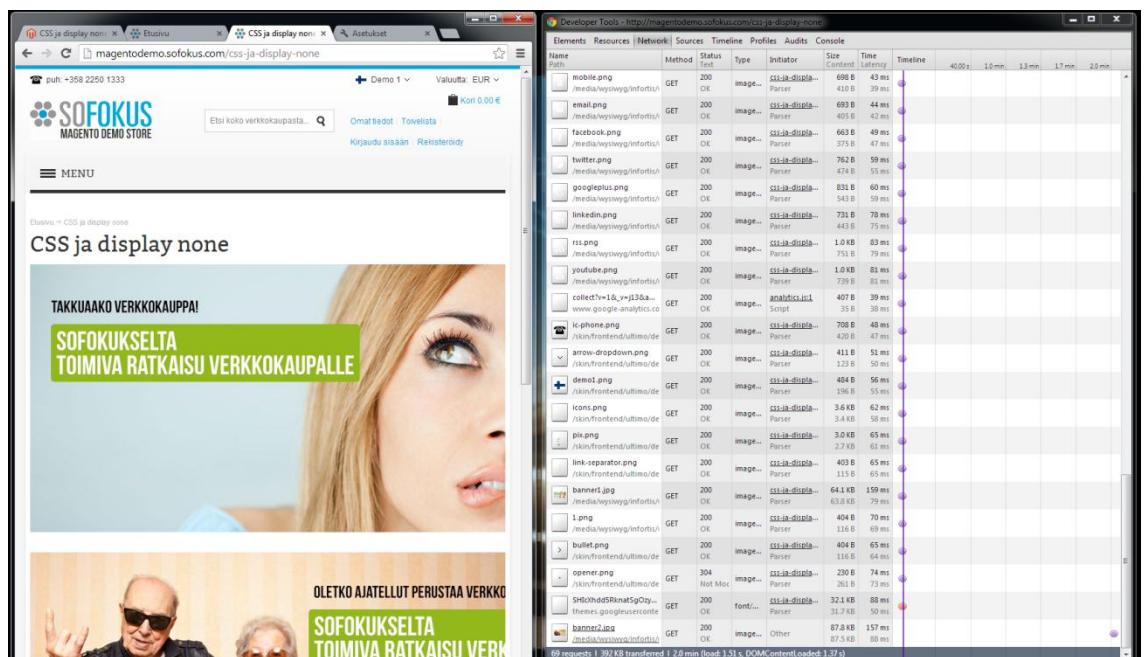 CSS ja display non
Etusivu
CSS ja display non
Asetukset
magentodemo.sofokus.com/css-ja-display-none
puh: +358 2250 1333
Demo 1
Valuutta: EUR
Kori 0,00 €
SOFOKUS
MAGENTO DEMO STORE
Etsi koko verkkokaupasta...
Omat tiedot
Toivelista
Kirjaudu sisään
Rekisteröidy
MENU
Etusivu
CSS ja display none
CSS ja display none
TAKKUAAKO VERKKOKAUPPA!
SOFOKUKSELTA
TOIMIVA RATKAISU VERKKOKAUPALLE
OLETKO AJATELLUT PERUSTAA VERKKO
SOFOKUKSELTA
TOIMIVA RATKAISU VERK
Developer Tools - http://magentodemo.sofokus.com/css-ja-display-none
Elements Resources Network Sources Timeline Profiles Audits Console
Name Method Status Type Initiator Size Time Timeline 40.00 s 1.0 min 1.3 min 1.7 min 2.0 min
Path Text Content Latency
mobile.png GET 200 image... css-ja-displa... 698 B 43 ms
/media/wysiwyg/infortis/ OK Parser 410 B 39 ms
email.png GET 200 image... css-ja-displa... 693 B 44 ms
/media/wysiwyg/infortis/ OK Parser 405 B 42 ms
facebook.png GET 200 image... css-ja-displa... 663 B 49 ms
/media/wysiwyg/infortis/ OK Parser 375 B 47 ms
twitter.png GET 200 image... css-ja-displa... 762 B 59 ms
/media/wysiwyg/infortis/ OK Parser 474 B 55 ms
googleplus.png GET 200 image... css-ja-displa... 831 B 60 ms
/media/wysiwyg/infortis/ OK Parser 543 B 59 ms
linkedin.png GET 200 image... css-ja-displa... 731 B 78 ms
/media/wysiwyg/infortis/ OK Parser 443 B 75 ms
rss.png GET 200 image... css-ja-displa... 1.0 KB 83 ms
/media/wysiwyg/infortis/ OK Parser 751 B 79 ms
youtube.png GET 200 image... css-ja-displa... 1.0 KB 81 ms
/media/wysiwyg/infortis/ OK Parser 739 B 81 ms
collect?v=1&_v=j13&a... GET 200 image... analytics.js:1 407 B 39 ms
www.google-analytics.co OK Script 35 B 38 ms
ic-phone.png GET 200 image... css-ja-displa... 708 B 48 ms
/skin/frontend/ultimo/de OK Parser 420 B 47 ms
arrow-dropdown.png GET 200 image... css-ja-displa... 411 B 51 ms
/skin/frontend/ultimo/de OK Parser 123 B 50 ms
demo1.png GET 200 image... css-ja-displa... 484 B 56 ms
/skin/frontend/ultimo/de OK Parser 196 B 55 ms
icons.png GET 200 image... css-ja-displa... 3.6 KB 62 ms
/skin/frontend/ultimo/de OK Parser 3.4 KB 58 ms
pix.png GET 200 image... css-ja-displa... 3.0 KB 65 ms
/skin/frontend/ultimo/de OK Parser 2.7 KB 61 ms
link-separator.png GET 200 image... css-ja-displa... 403 B 65 ms
/skin/frontend/ultimo/de OK Parser 115 B 65 ms
banner1.jpg GET 200 image... css-ja-displa... 64.1 KB 159 ms
/media/wysiwyg/infortis/ OK Parser 63.8 KB 79 ms
1.png GET 200 image... css-ja-displa... 404 B 70 ms
/media/wysiwyg/infortis/ OK Parser 116 B 69 ms
bullet.png GET 200 image... css-ja-displa... 404 B 65 ms
/skin/frontend/ultimo/de OK Parser 116 B 64 ms
opener.png GET 304 image... css-ja-displa... 230 B 74 ms
/skin/frontend/ultimo/de Not Moc Parser 261 B 73 ms
GET 200 font/... css-ja-displa... 32.1 KB 88 ms
themes.googleuserconte OK Parser 31.7 KB 50 ms
banner2.jpg GET 200 image... Other 87.8 KB 157 ms
/media/wysiwyg/infortis/ OK 87.5 KB 88 ms
69 requests | 392 KB transferred | 2.0 min (load: 1.51 s, DOMContentLoaded: 1.37 s)